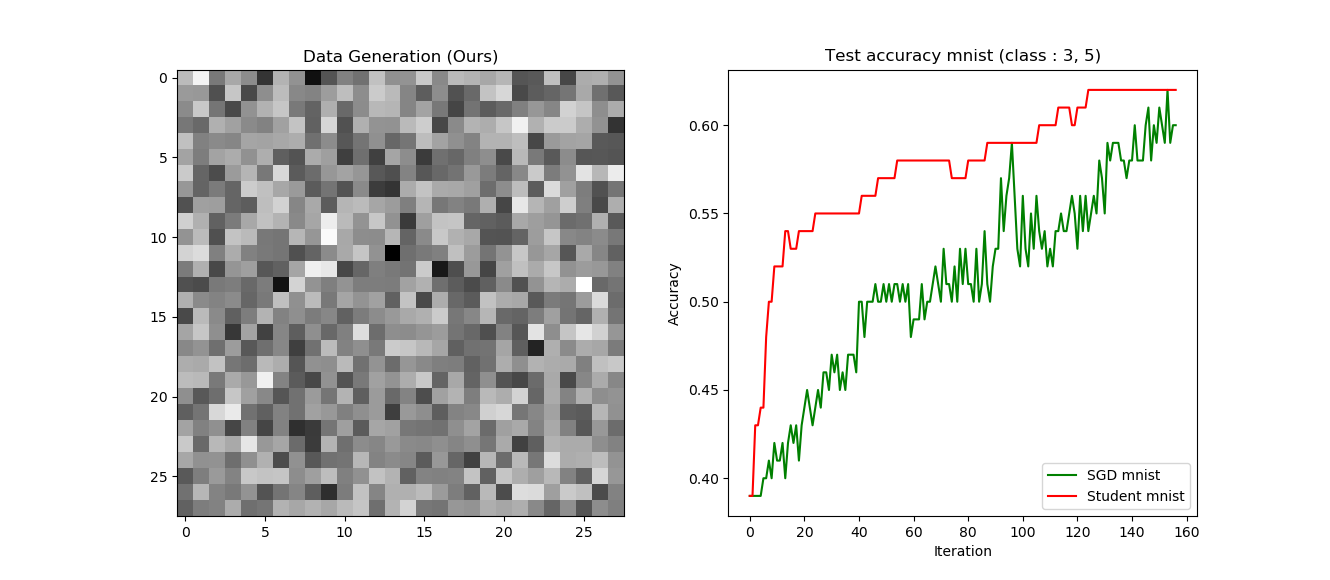 Data Generation (Ours)
0
5
10
15
20
25
0 5 10 15 20 25
Test accuracy mnist (class : 3, 5)
Accuracy
0.60
0.55
0.50
0.45
0.40
0 20 40 60 80 100 120 140 160
Iteration
SGD mnist
Student mnist